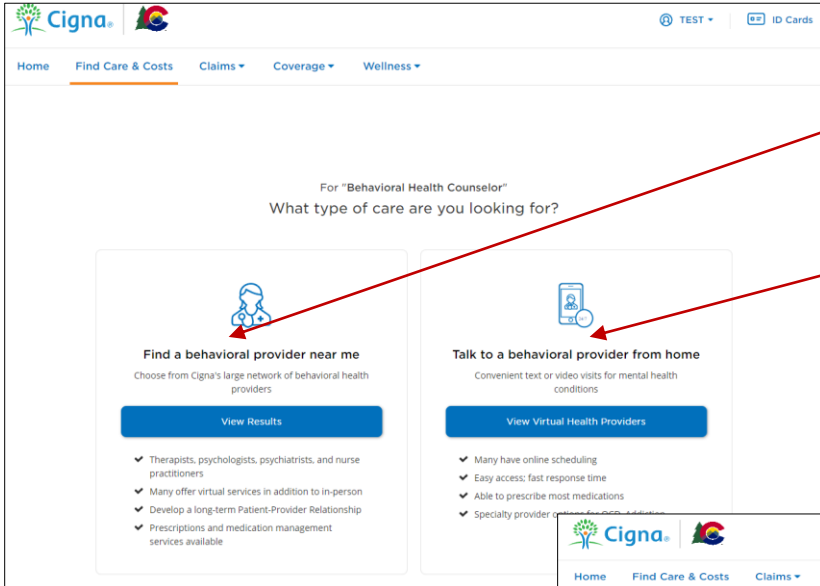 Cigna®
TEST
ID Cards
Home Find Care & Costs Claims Coverage Wellness
For "Behavioral Health Counselor"
What type of care are you looking for?
Find a behavioral provider near me
Choose from Cigna's large network of behavioral health
providers
View Results
Therapists, psychologists, psychiatrists, and nurse
practitioners
Many offer virtual services in addition to in-person
Develop a long-term Patient-Provider Relationship
Prescriptions and medication management
services available
Talk to a behavioral provider from home
Convenient text or video visits for mental health
conditions
View Virtual Health Providers
Many have online scheduling
Easy access; fast response time
Able to prescribe most medications
Specialty provider
Cigna®
Home Find Care & Costs Claims